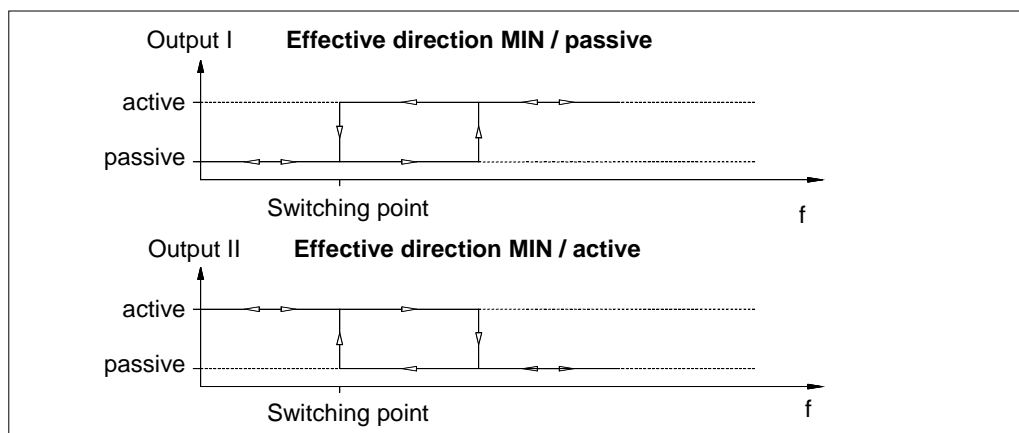 Output I Effective direction MIN / passive
active
passive
Switching point
f
Output II Effective direction MIN / active
active
passive
Switching point
f